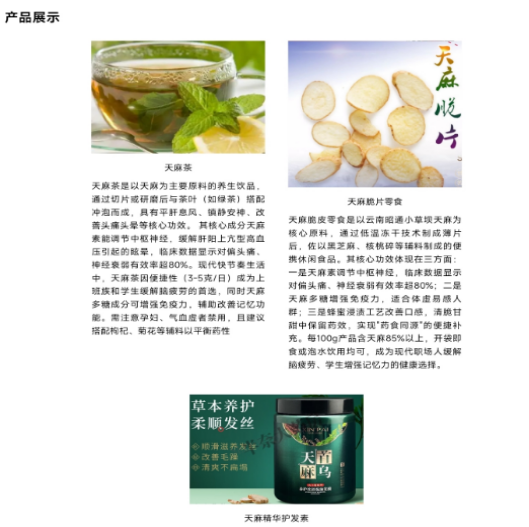 产品展示
天麻脆片
天麻茶
天麻茶是以天麻为主要原料的养生饮品，
通过切片或研磨后与茶叶（如绿茶）搭配
冲泡而成，具有平肝息风、镇静安神、改
善头痛头晕等核心功效。 其核心成分天麻
素能调节中枢神经，缓解肝阳上亢型高血
压引起的眩晕，临床数据显示对偏头痛、
神经衰弱有效率超80%。现代快节奏生活
中，天麻茶因便捷性（3-5克/日）成为上
班族和学生缓解脑疲劳的首选，同时天麻
多糖成分可增强免疫力，辅助改善记忆功
能。需注意孕妇、气血虚者禁用，且建议
搭配枸杞、菊花等辅料以平衡药性
天麻脆片零食
天麻脆皮零食是以云南昭通小草坝天麻为
核心原料，通过低温冻干技术制成薄片
后，佐以黑芝麻、核桃碎等辅料制成的便
携休闲食品。其核心功效体现在三方面：
一是天麻素调节中枢神经，临床数据显示
对偏头痛、神经衰弱有效率超80%；二是
天麻多糖增强免疫力，适合体虚易感人
群；三是蜂蜜浸渍工艺改善口感，清脆甘
甜中保留药效，实现"药食同源"的便捷补
充。每100g产品含天麻85%以上，开袋即
食或泡水饮用均可，成为现代职场人缓解
脑疲劳、学生增强记忆力的健康选择。
草本养护
柔顺发丝
顺滑滋养发丝
改善毛躁
清爽不扁塌
天麻
首乌
天麻精华护发素